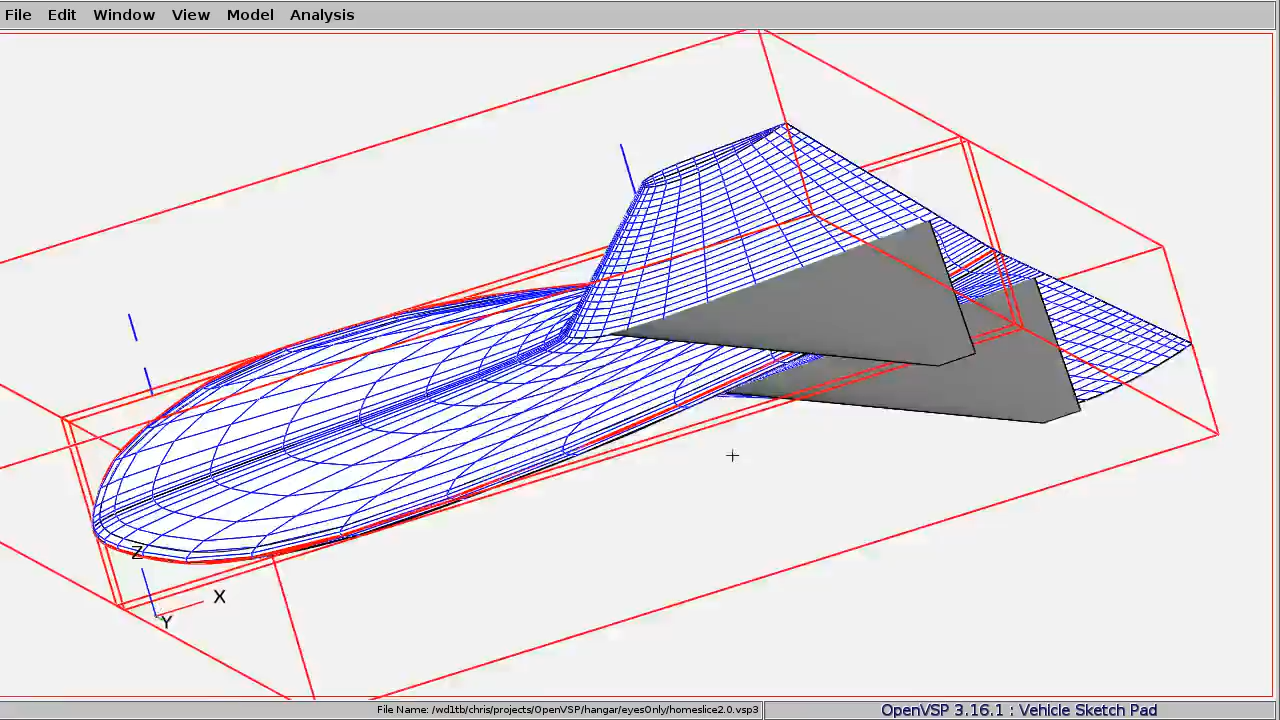 File Edit Window View Model Analysis
Z
X
Y
File Name: /wd1tb/chris/projects/OpenVSP/hangar/eyesOnly/homeslice2.0.vsp3
OpenVSP 3.16.1 : Vehicle Sketch Pad